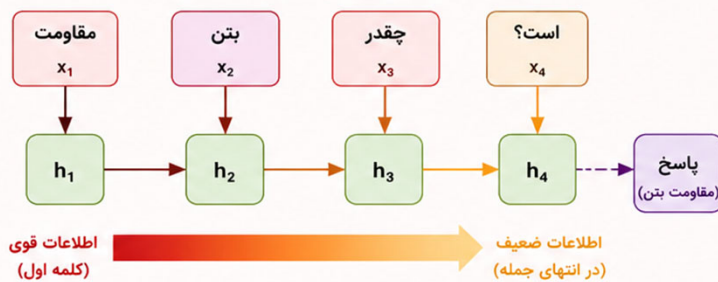 مقاومت
x₁
بتن
x₂
چقدر
x₃
است؟
x₄
h₁
h₂
h₃
h₄
پاسخ
(مقاومت بتن)
اطلاعات قوی
(کلمه اول)
اطلاعات ضعیف
(در انتهای جمله)